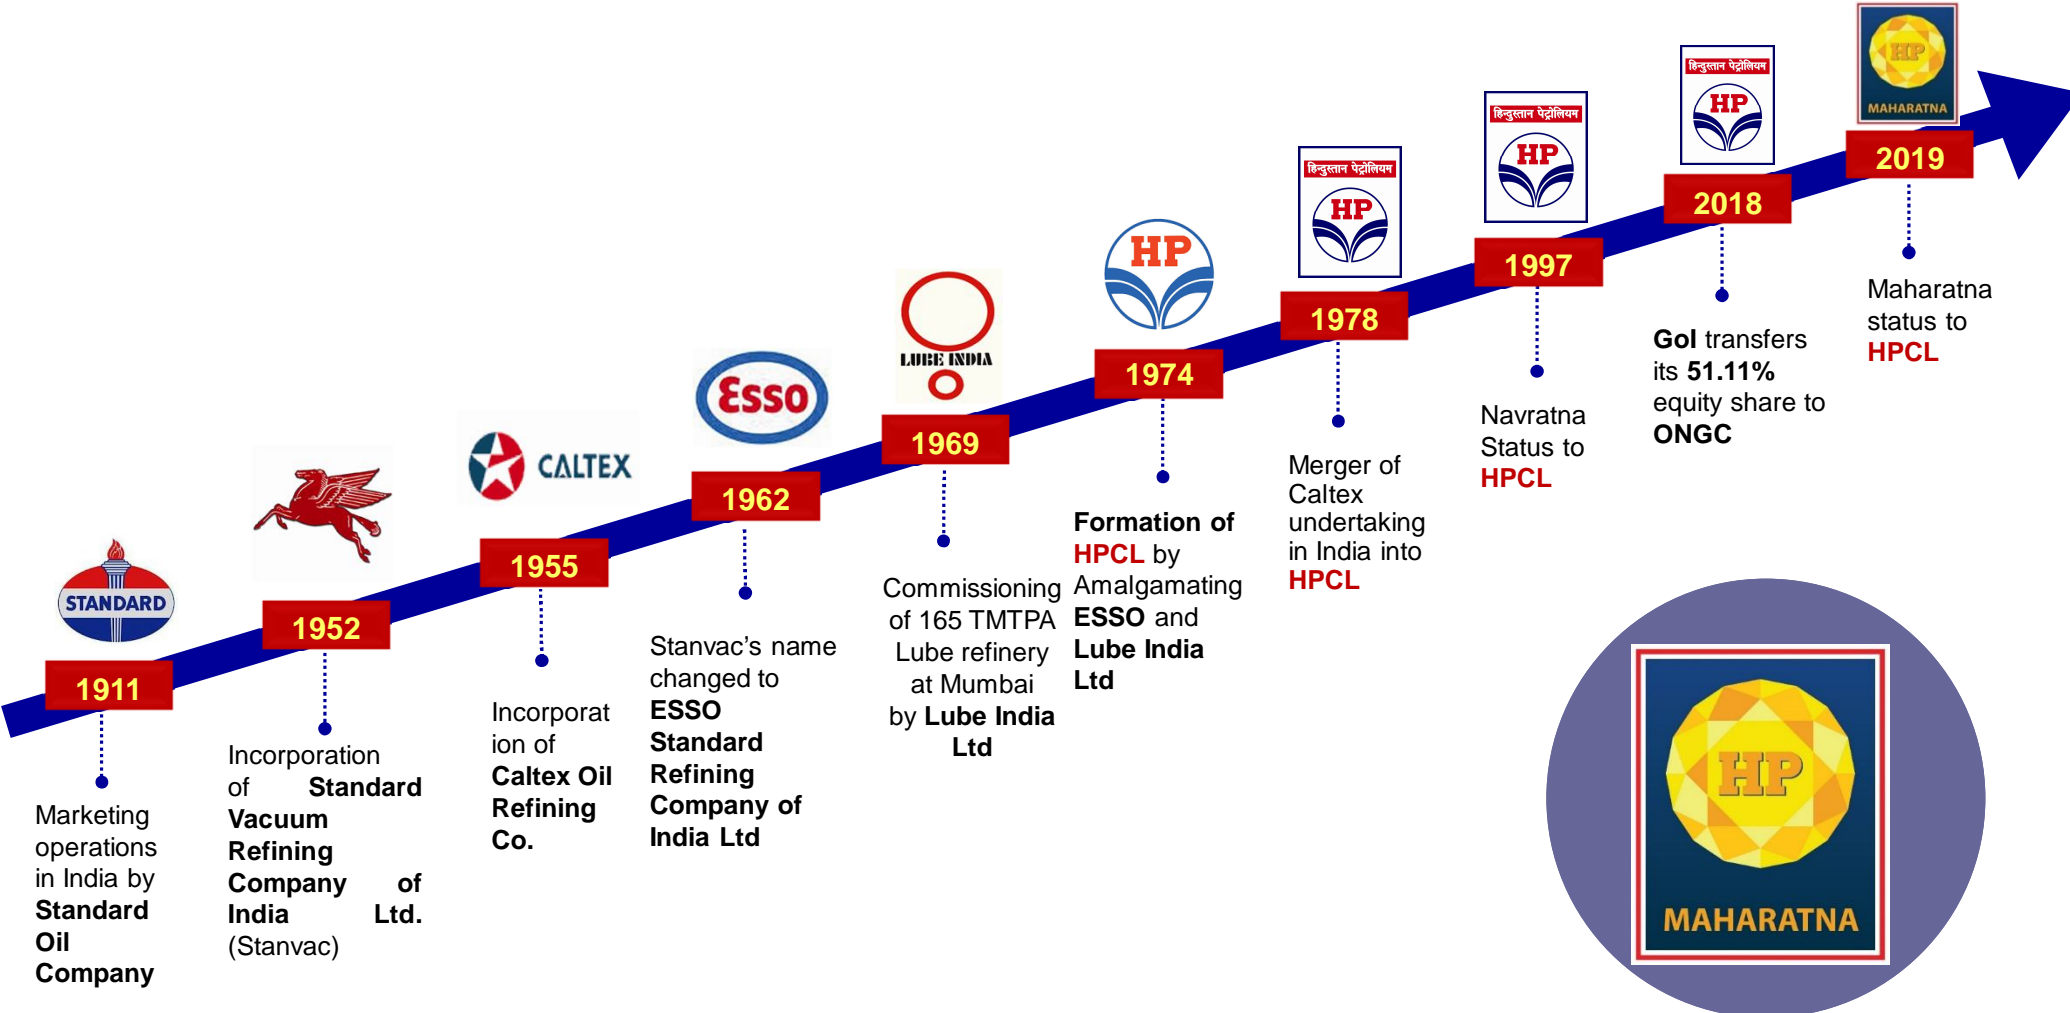 STANDARD
1911
Marketing
operations
in India by
Standard
Oil
Company
1952
Incorporation
of Standard
Vacuum
Refining
Company of
India Ltd.
(Stanvac)
CALTEX
1955
Incorporat
ion of
Caltex Oil
Refining
Co.
Esso
1962
Stanvac’s name
changed to
ESSO
Standard
Refining
Company of
India Ltd
LUBE INDIA
1969
Commissioning
of 165 TMTPA
Lube refinery
at Mumbai
by Lube India
Ltd
HP
1974
Formation of
HPCL by
Amalgamating
ESSO and
Lube India
Ltd
हिन्दुस्तान पेट्रोलियम
HP
1978
Merger of
Caltex
undertaking
in India into
HPCL
हिन्दुस्तान पेट्रोलियम
HP
1997
Navratna
Status to
HPCL
हिन्दुस्तान पेट्रोलियम
HP
2018
GoI transfers
its 51.11%
equity share to
ONGC
HP
MAHARATNA
2019
Maharatna
status to
HPCL
HP
MAHARATNA